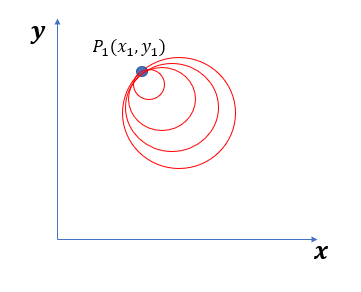 y
P₁(x₁, y₁)
x